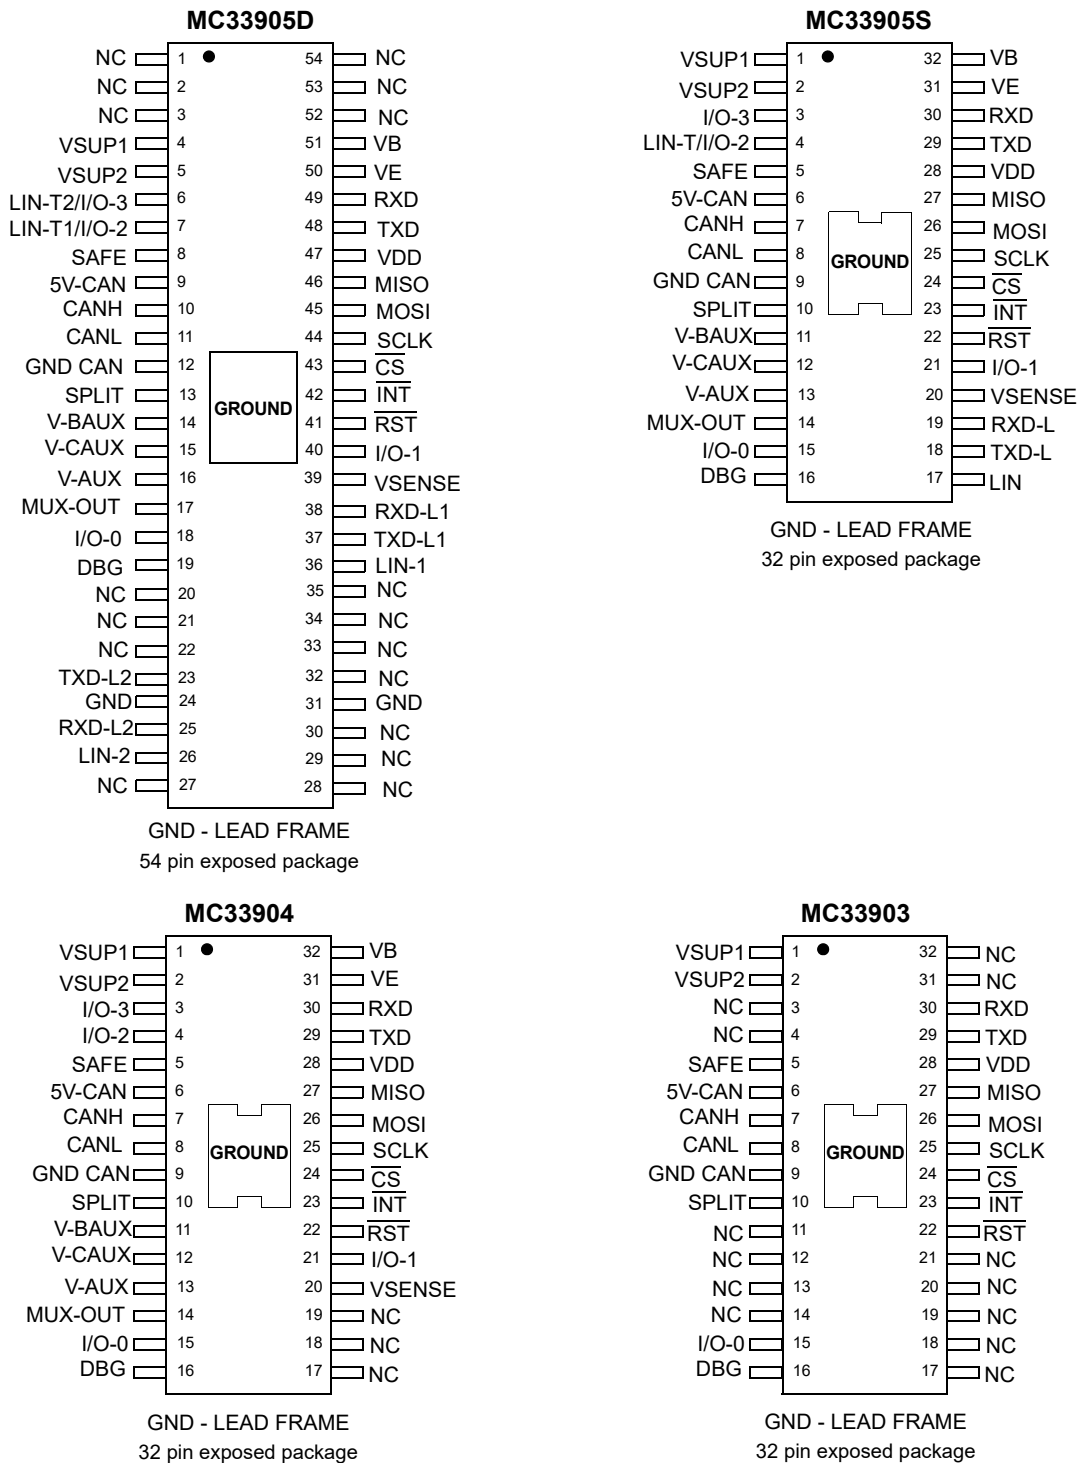 MC33905D
NC 1 54 NC
NC 2 53 NC
NC 3 52 NC
VSUP1 4 51 VB
VSUP2 5 50 VE
LIN-T2/I/O-3 6 49 RXD
LIN-T1/I/O-2 7 48 TXD
SAFE 8 47 VDD
5V-CAN 9 46 MISO
CANH 10 45 MOSI
CANL 11 44 SCLK
GND CAN 12 43 CS
SPLIT 13 42 INT
GROUND
V-BAUX 14 41 RST
V-CAUX 15 40 I/O-1
V-AUX 16 39 VSENSE
MUX-OUT 17 38 RXD-L1
I/O-0 18 37 TXD-L1
DBG 19 36 LIN-1
NC 20 35 NC
NC 21 34 NC
NC 22 33 NC
TXD-L2 23 32 NC
GND 24 31 GND
RXD-L2 25 30 NC
LIN-2 26 29 NC
NC 27 28 NC
GND - LEAD FRAME
54 pin exposed package
MC33905S
VSUP1 1 32 VB
VSUP2 2 31 VE
I/O-3 3 30 RXD
LIN-T/I/O-2 4 29 TXD
SAFE 5 28 VDD
5V-CAN 6 27 MISO
CANH 7 26 MOSI
CANL 8 25 SCLK
GROUND
GND CAN 9 24 CS
SPLIT 10 23 INT
V-BAUX 11 22 RST
V-CAUX 12 21 I/O-1
V-AUX 13 20 VSENSE
MUX-OUT 14 19 RXD-L
I/O-0 15 18 TXD-L
DBG 16 17 LIN
GND - LEAD FRAME
32 pin exposed package
MC33904
VSUP1 1 32 VB
VSUP2 2 31 VE
I/O-3 3 30 RXD
I/O-2 4 29 TXD
SAFE 5 28 VDD
5V-CAN 6 27 MISO
CANH 7 26 MOSI
CANL 8 25 SCLK
GROUND
GND CAN 9 24 CS
SPLIT 10 23 INT
V-BAUX 11 22 RST
V-CAUX 12 21 I/O-1
V-AUX 13 20 VSENSE
MUX-OUT 14 19 NC
I/O-0 15 18 NC
DBG 16 17 NC
GND - LEAD FRAME
32 pin exposed package
MC33903
VSUP1 1 32 NC
VSUP2 2 31 NC
NC 3 30 RXD
NC 4 29 TXD
SAFE 5 28 VDD
5V-CAN 6 27 MISO
CANH 7 26 MOSI
CANL 8 25 SCLK
GROUND
GND CAN 9 24 CS
SPLIT 10 23 INT
NC 11 22 RST
NC 12 21 NC
NC 13 20 NC
NC 14 19 NC
I/O-0 15 18 NC
DBG 16 17 NC
GND - LEAD FRAME
32 pin exposed package